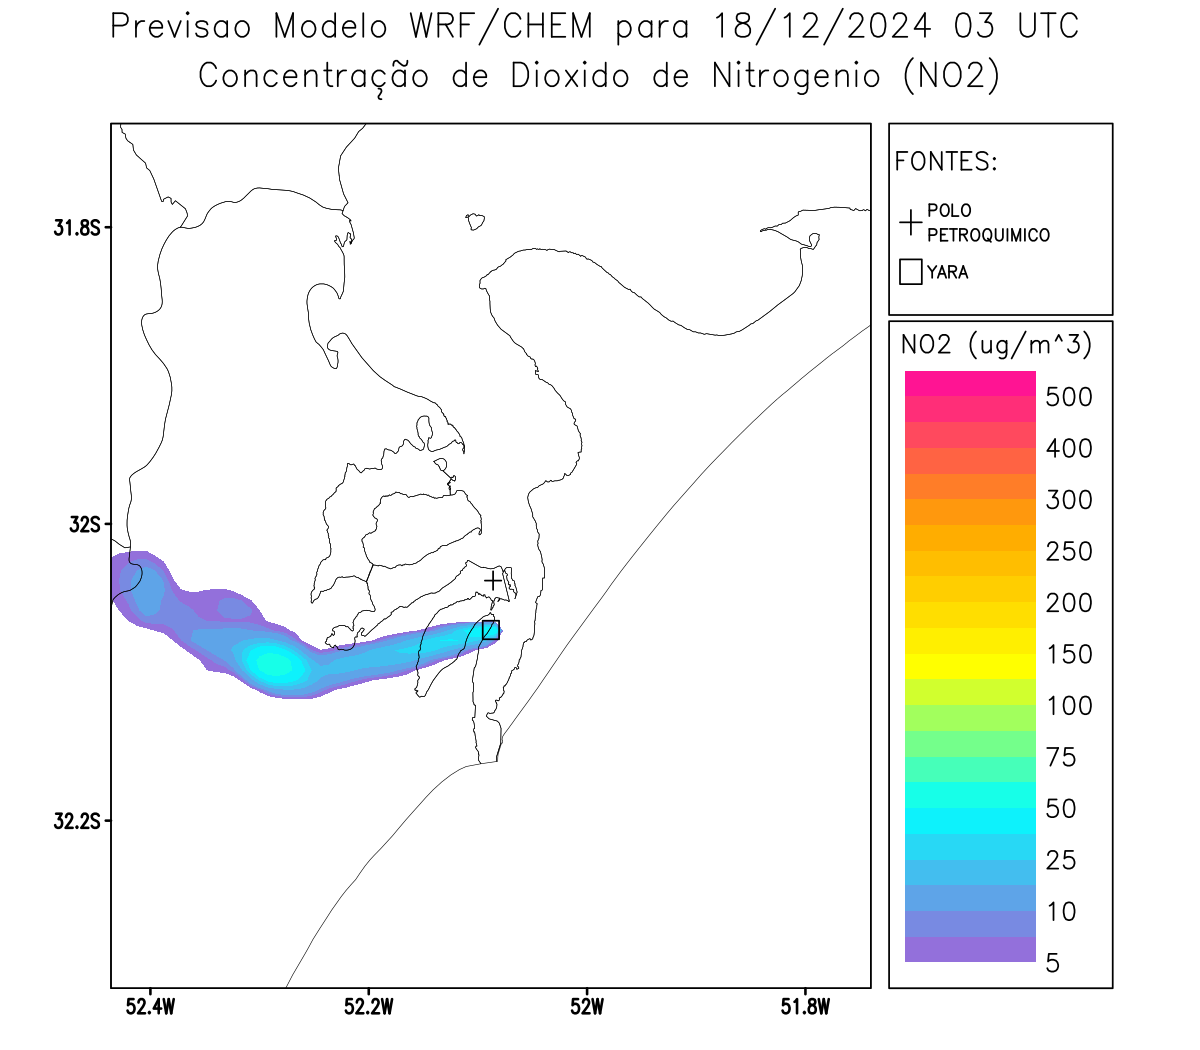 Previsao Modelo WRF/CHEM para 18/12/2024 03 UTC
Concentração de Dioxido de Nitrogenio (NO2)
FONTES:
POLO
PETROQUIMICO
YARA
31.8S
32S
32.2S
52.4W
52.2W
52W
51.8W
NO2 (ug/m^3)
500
400
300
250
200
150
100
75
50
25
10
5